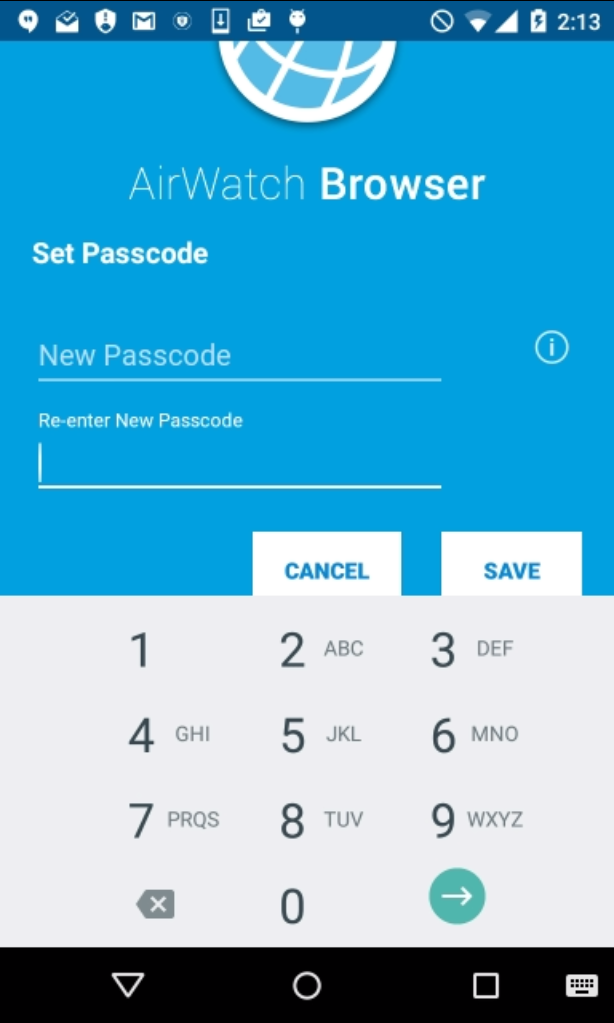 2:13
AirWatch Browser
Set Passcode
New Passcode
Re-enter New Passcode
CANCEL SAVE
1 2 ABC 3 DEF
4 GHI 5 JKL 6 MNO
7 PRQS 8 TUV 9 WXYZ
0